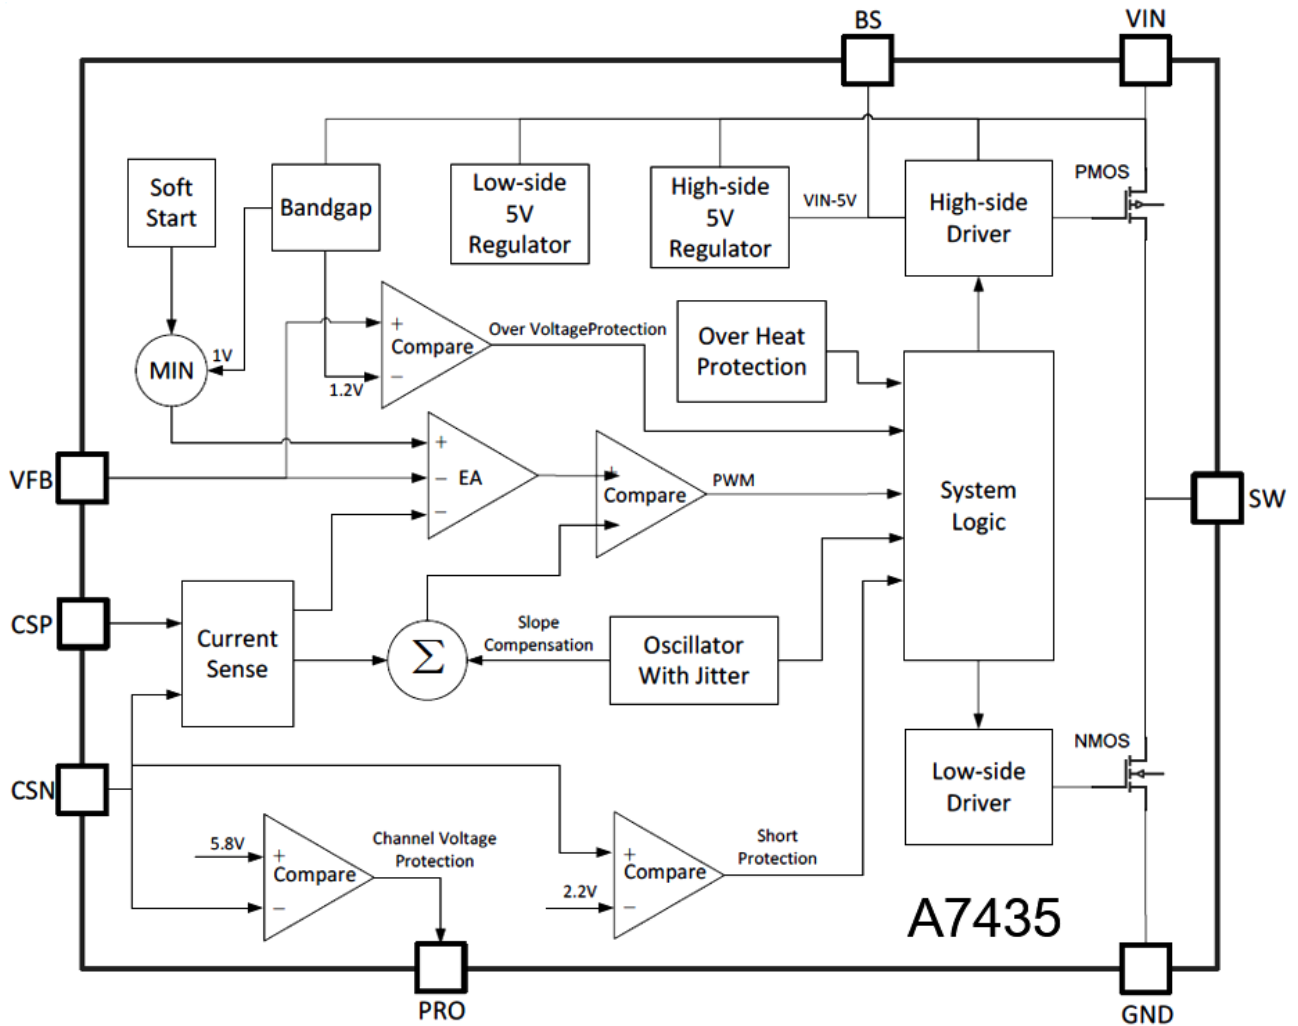 BS
VIN
Soft
Start
Bandgap
Low-side
5V
Regulator
High-side
5V
Regulator
VIN-5V
High-side
Driver
PMOS
MIN
1V
1.2V
+
Compare
−
Over VoltageProtection
Over Heat
Protection
VFB
+
− EA
−
+
Compare
PWM
System
Logic
SW
CSP
Current
Sense
Σ
Slope
Compensation
Oscillator
With Jitter
CSN
5.8V
+
Compare
−
Channel Voltage
Protection
2.2V
+
Compare
−
Short
Protection
Low-side
Driver
NMOS
A7435
PRO
GND